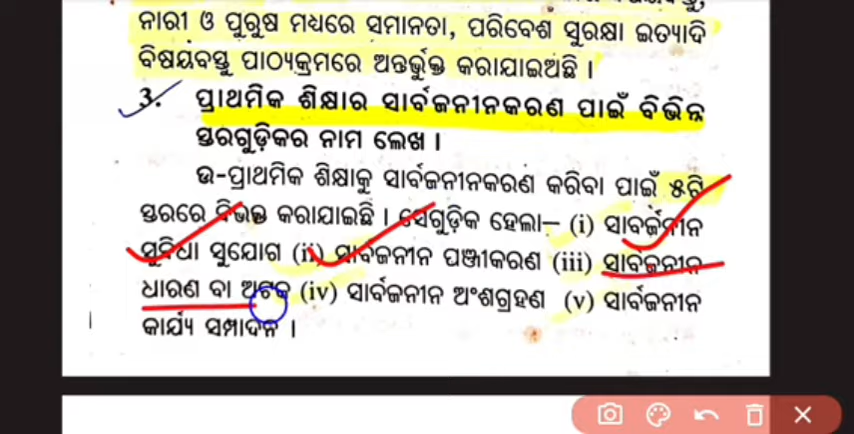 ନାରୀ ଓ ପୁରୁଷ ମଧ୍ୟରେ ସମାନତା, ପରିବେଶ ସୁରକ୍ଷା ଇତ୍ୟାଦି
ବିଷୟବସ୍ତୁ ପାଠ୍ୟକ୍ରମରେ ଅନ୍ତର୍ଭୁକ୍ତ କରାଯାଇଅଛି ।
3. ପ୍ରାଥମିକ ଶିକ୍ଷାର ସାର୍ବଜନୀନକରଣ ପାଇଁ ବିଭିନ୍ନ
ସ୍ତରଗୁଡ଼ିକର ନାମ ଲେଖ ।
ଉ-ପ୍ରାଥମିକ ଶିକ୍ଷାକୁ ସାର୍ବଜନୀନକରଣ କରିବା ପାଇଁ ୫ଟି
ସ୍ତରରେ ବିଭକ୍ତ କରାଯାଇଛି । ସେଗୁଡ଼ିକ ହେଲା– (i) ସାବର୍ଜନୀନ
ସୁବିଧା ସୁଯୋଗ (ii) ସାର୍ବଜନୀନ ପଞ୍ଜୀକରଣ (iii) ସାର୍ବଜନୀନ
ଧାରଣ ବା ଅଟକ (iv) ସାର୍ବଜନୀନ ଅଂଶଗ୍ରହଣ (v) ସାର୍ବଜନୀନ
କାର୍ଯ୍ୟ ସମ୍ପାଦନ ।